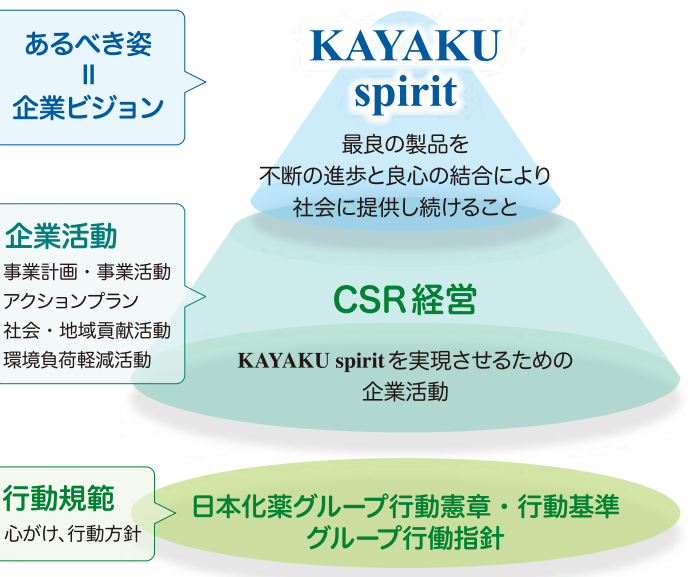 あるべき姿
=
企業ビジョン
KAYAKU
spirit
最良の製品を
不断の進歩と良心の結合により
社会に提供し続けること
企業活動
事業計画・事業活動
アクションプラン
社会・地域貢献活動
環境負荷軽減活動
CSR経営
KAYAKU spiritを実現させるための
企業活動
行動規範
心がけ、行動方針
日本化薬グループ行動憲章・行動基準
グループ行働指針